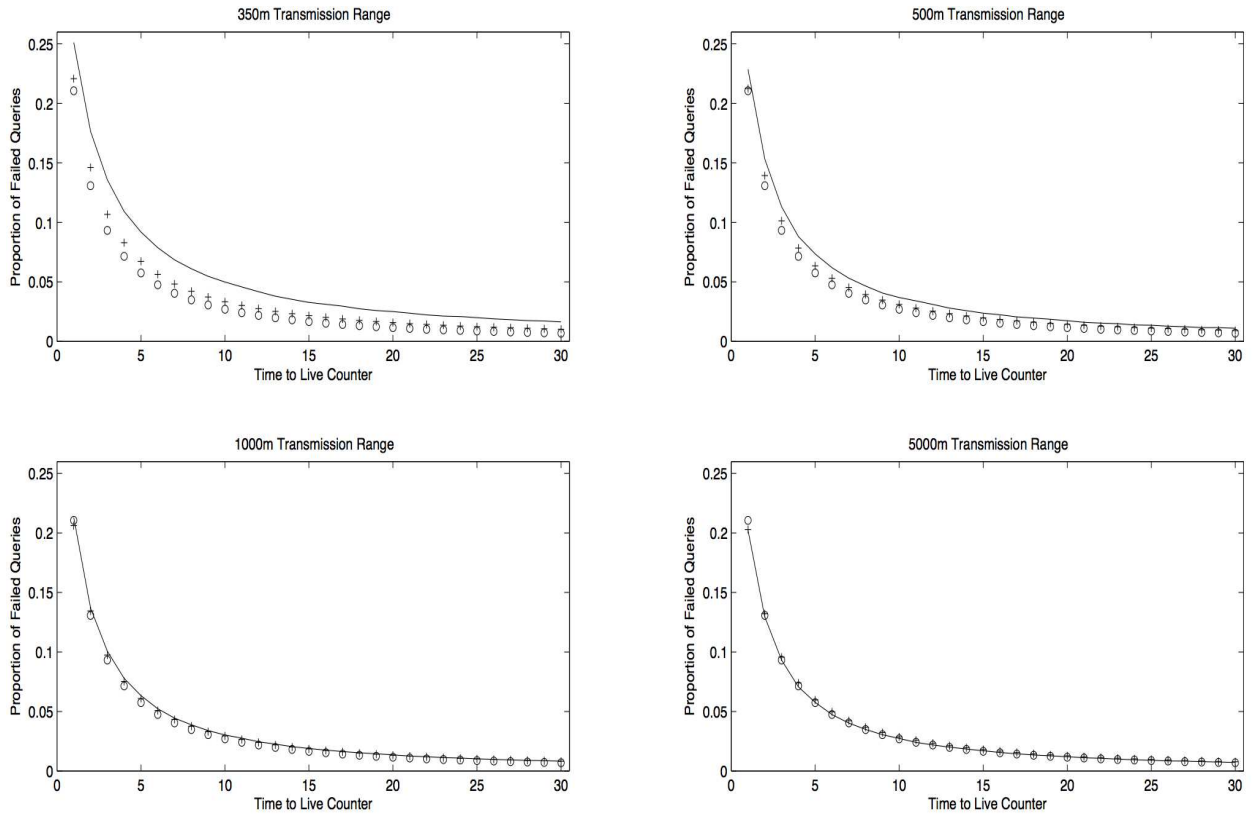 350m Transmission Range
0.25
0.2
0.15
0.1
0.05
0
Proportion of Failed Queries
0 5 10 15 20 25 30
Time to Live Counter
500m Transmission Range
0.25
0.2
0.15
0.1
0.05
0
Proportion of Failed Queries
0 5 10 15 20 25 30
Time to Live Counter
1000m Transmission Range
0.25
0.2
0.15
0.1
0.05
0
Proportion of Failed Queries
0 5 10 15 20 25 30
Time to Live Counter
5000m Transmission Range
0.25
0.2
0.15
0.1
0.05
0
Proportion of Failed Queries
0 5 10 15 20 25 30
Time to Live Counter